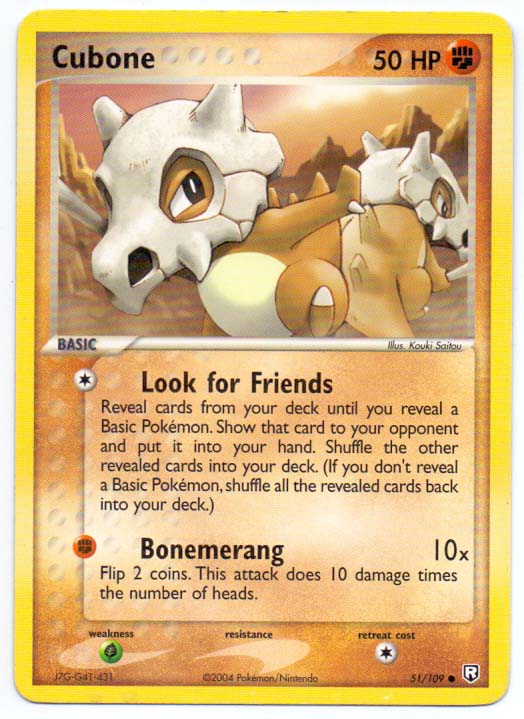 Cubone
50 HP
BASIC
Illus. Kouki Saitou
Look for Friends
Reveal cards from your deck until you reveal a
Basic Pokémon. Show that card to your opponent
and put it into your hand. Shuffle the other
revealed cards into your deck. (If you don't reveal
a Basic Pokémon, shuffle all the revealed cards back
into your deck.)
Bonemerang 10x
Flip 2 coins. This attack does 10 damage times
the number of heads.
weakness resistance retreat cost
J7G-G41-431
©2004 Pokémon/Nintendo
51/109 ●
R